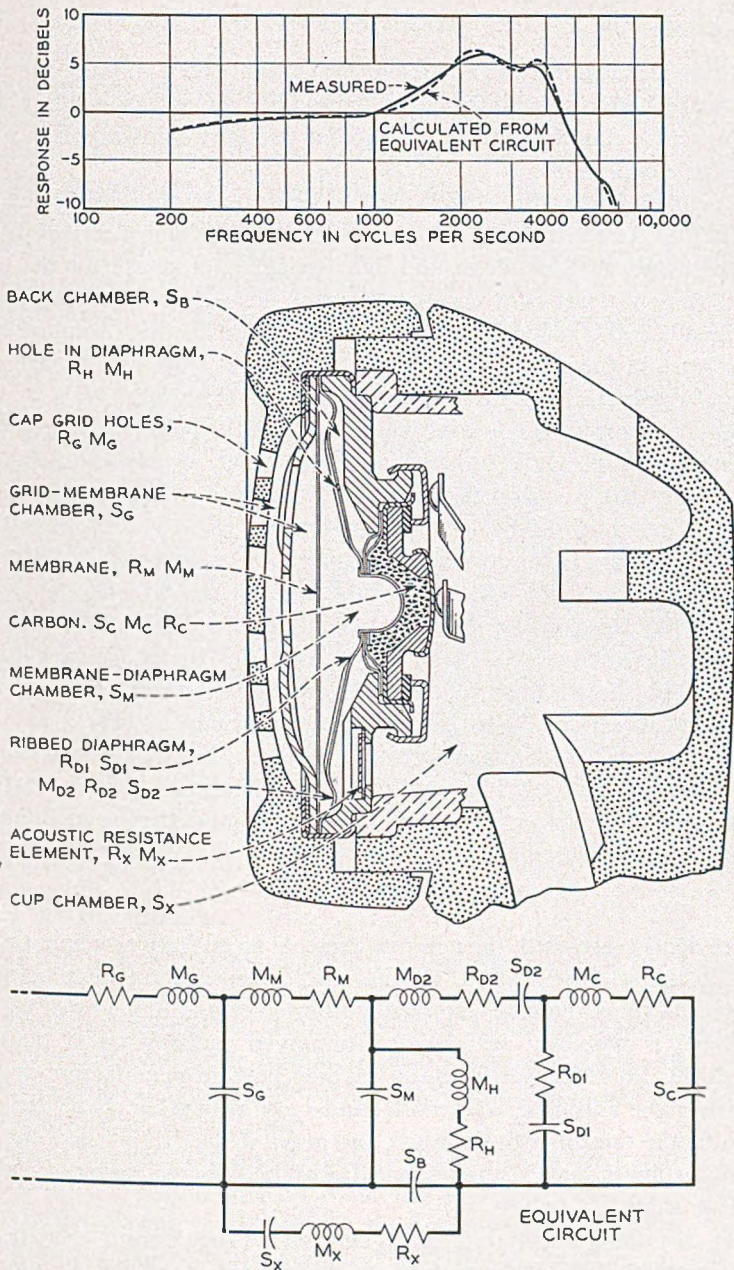 10
5
0
-5
-10
RESPONSE IN DECIBELS
MEASURED
CALCULATED FROM
EQUIVALENT CIRCUIT
100 200 400 600 1000 2000 4000 6000 10,000
FREQUENCY IN CYCLES PER SECOND
BACK CHAMBER, SB
HOLE IN DIAPHRAGM,
RH MH
CAP GRID HOLES,
RG MG
GRID-MEMBRANE
CHAMBER, SG
MEMBRANE, RM MM
CARBON. SC MC RC
MEMBRANE-DIAPHRAGM
CHAMBER, SM
RIBBED DIAPHRAGM,
RD1 SD1
MD2 RD2 SD2
ACOUSTIC RESISTANCE
ELEMENT, RX MX
CUP CHAMBER, SX
RG MG MM RM MD2 RD2 SD2 MC RC
SG SM MH RD1 SC
RH SD1
SB
SX MX RX
EQUIVALENT
CIRCUIT